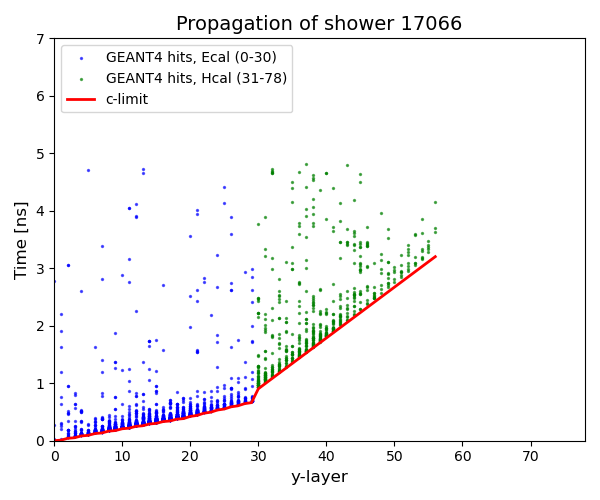 Propagation of shower 17066
GEANT4 hits, Ecal (0-30)
GEANT4 hits, Hcal (31-78)
c-limit
Time [ns]
7
6
5
4
3
2
1
0
0 10 20 30 40 50 60 70
y-layer